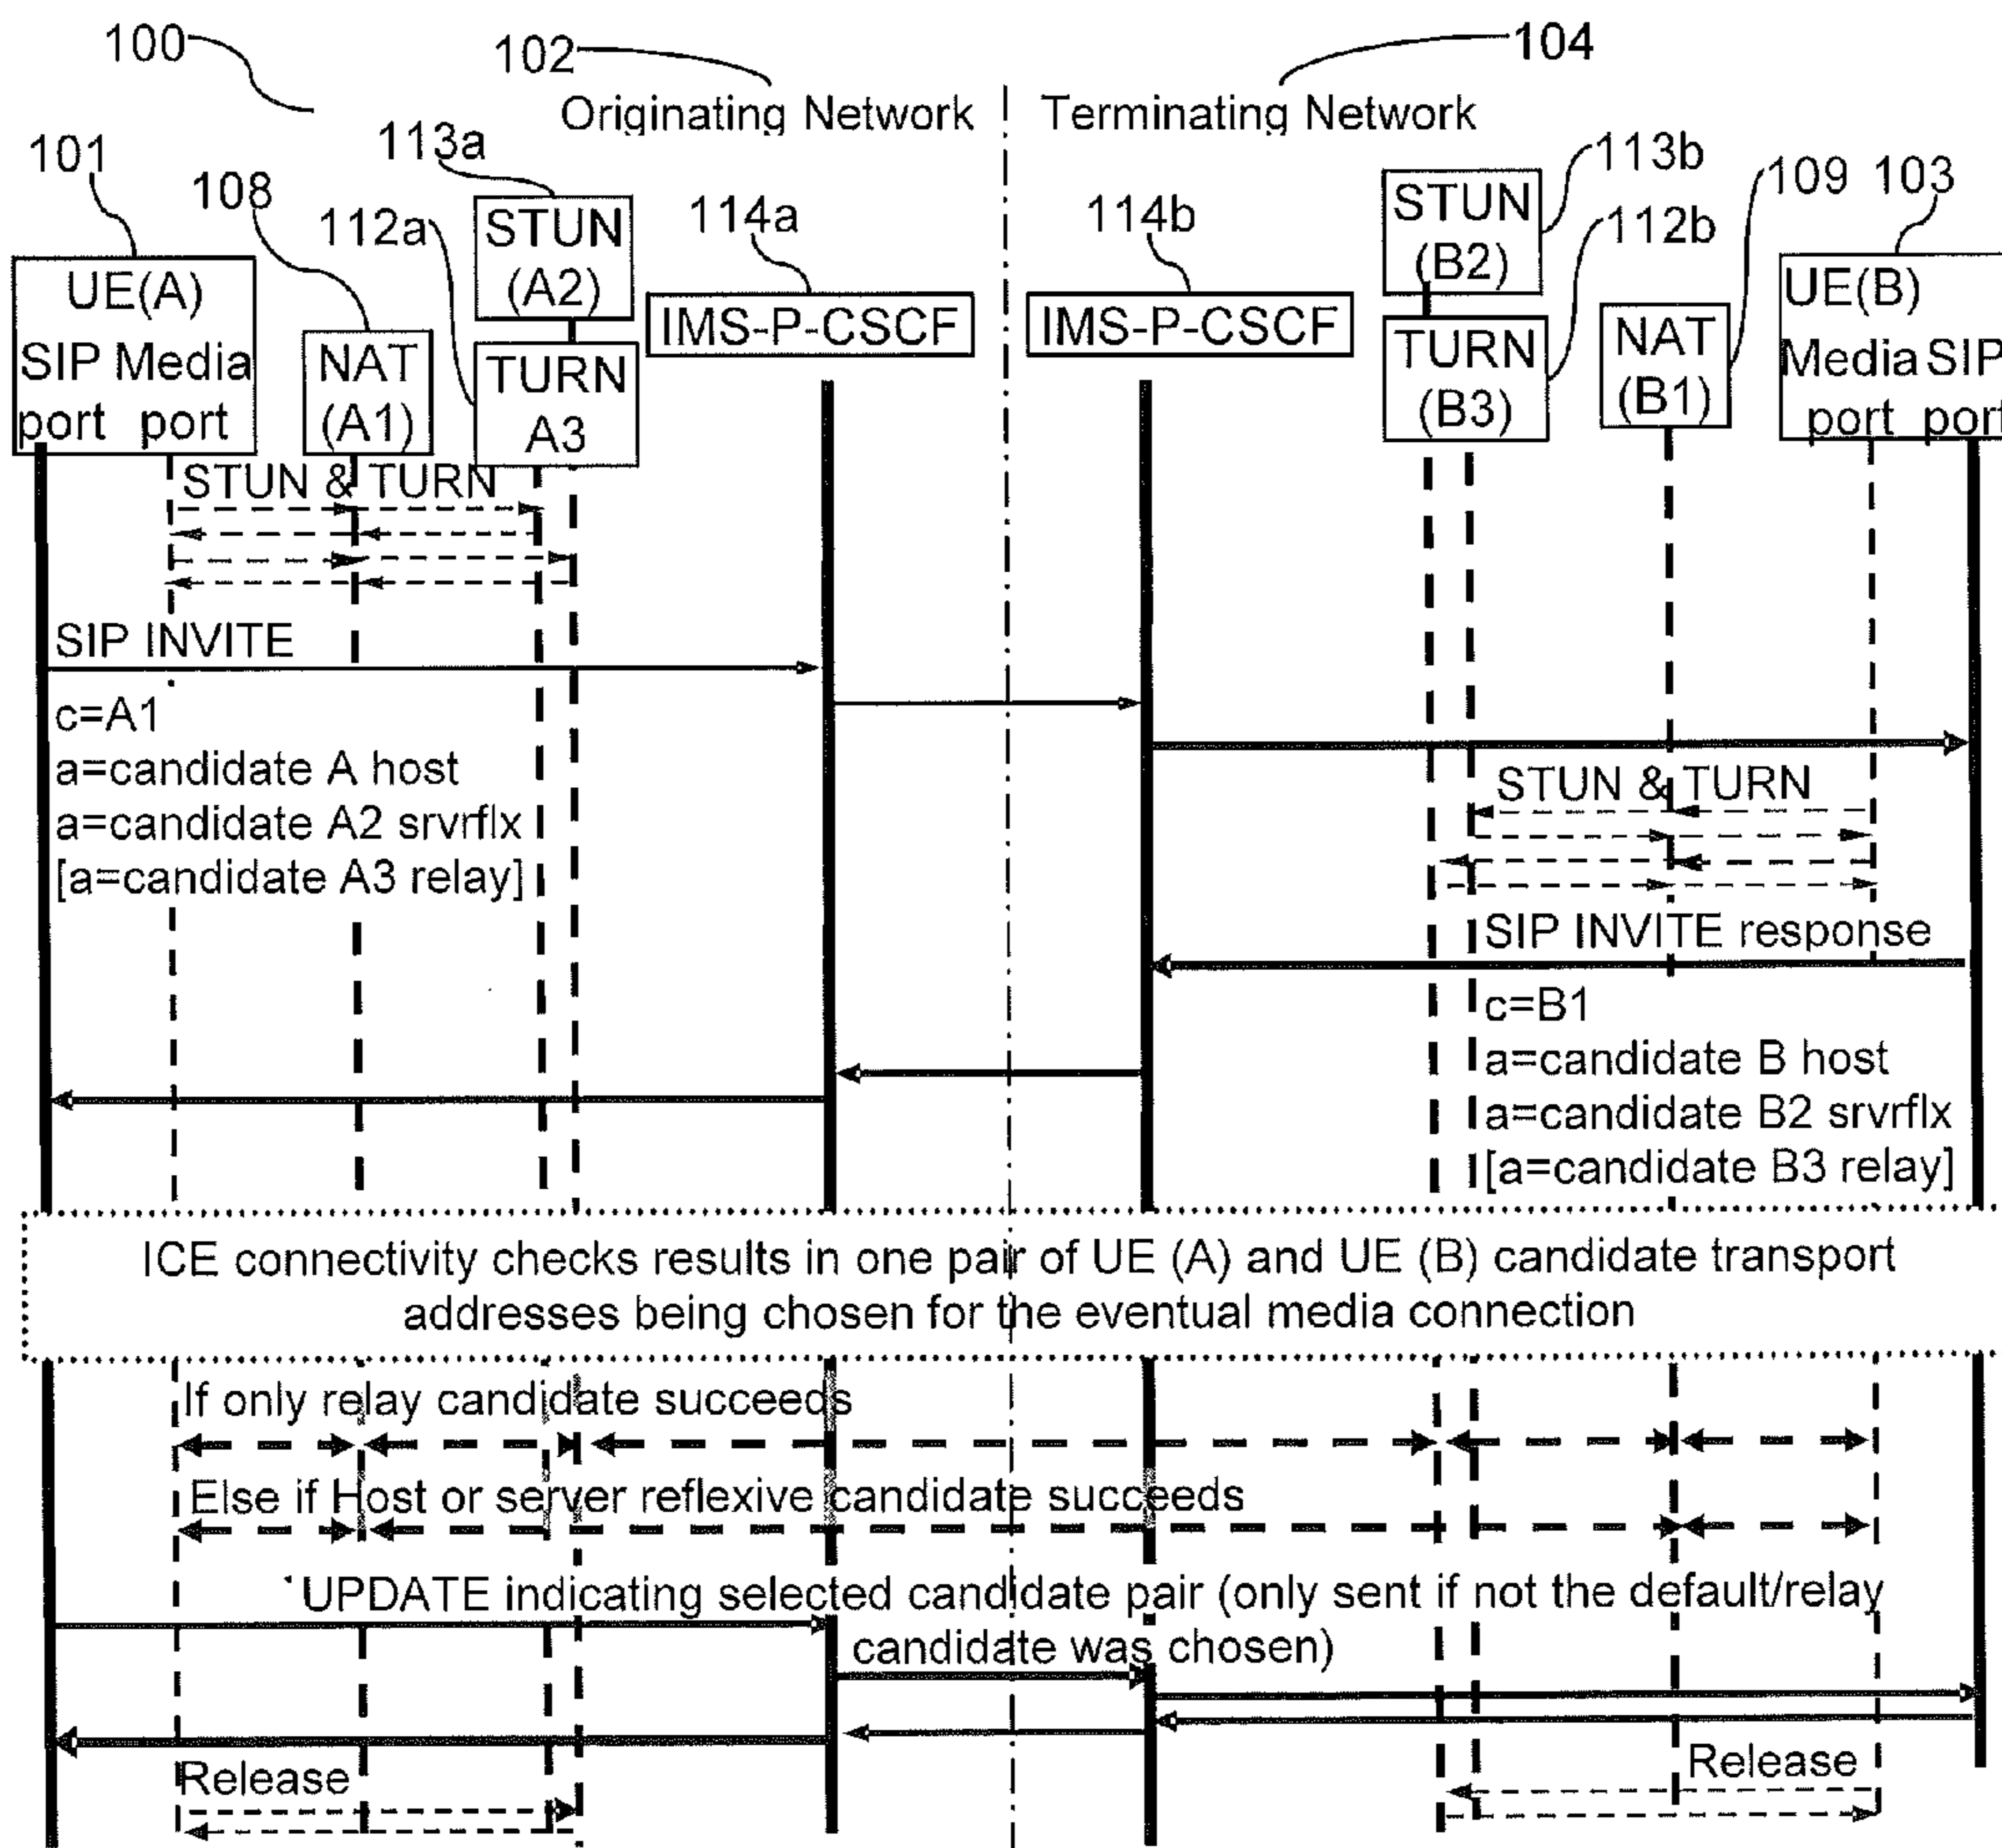 100
102
104
Originating Network
Terminating Network
101
108
113a
112a
114a
114b
113b
112b
109
103
UE(A)
SIP Media
port port
NAT
(A1)
STUN
(A2)
TURN
A3
IMS-P-CSCF
IMS-P-CSCF
STUN
(B2)
TURN
(B3)
NAT
(B1)
UE(B)
Media SIP
port port
STUN & TURN
SIP INVITE
c=A1
a=candidate A host
a=candidate A2 srvrflx
[a=candidate A3 relay]
STUN & TURN
SIP INVITE response
c=B1
a=candidate B host
a=candidate B2 srvrflx
[a=candidate B3 relay]
ICE connectivity checks results in one pair of UE (A) and UE (B) candidate transport
addresses being chosen for the eventual media connection
If only relay candidate succeeds
Else if Host or server reflexive candidate succeeds
UPDATE indicating selected candidate pair (only sent if not the default/relay
candidate was chosen)
Release
Release